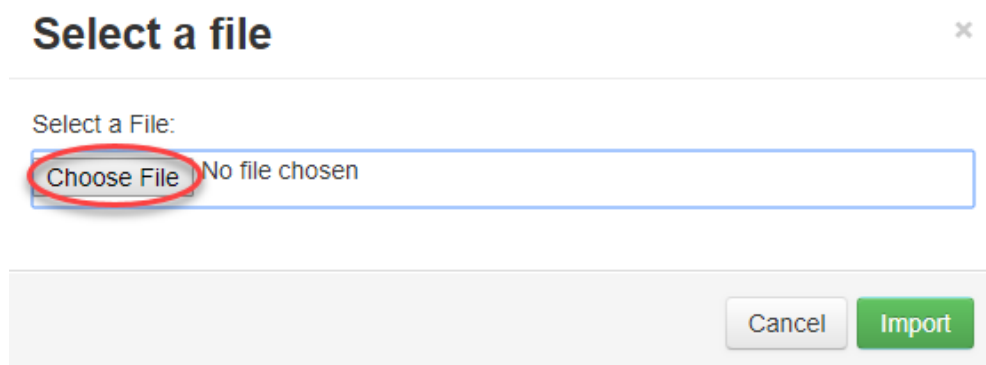 Select a file
×
Select a File:
Choose File No file chosen
Cancel Import